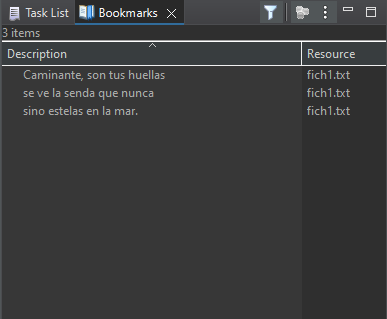 Task List Bookmarks
3 items
Description Resource
Caminante, son tus huellas fich1.txt
se ve la senda que nunca fich1.txt
sino estelas en la mar. fich1.txt